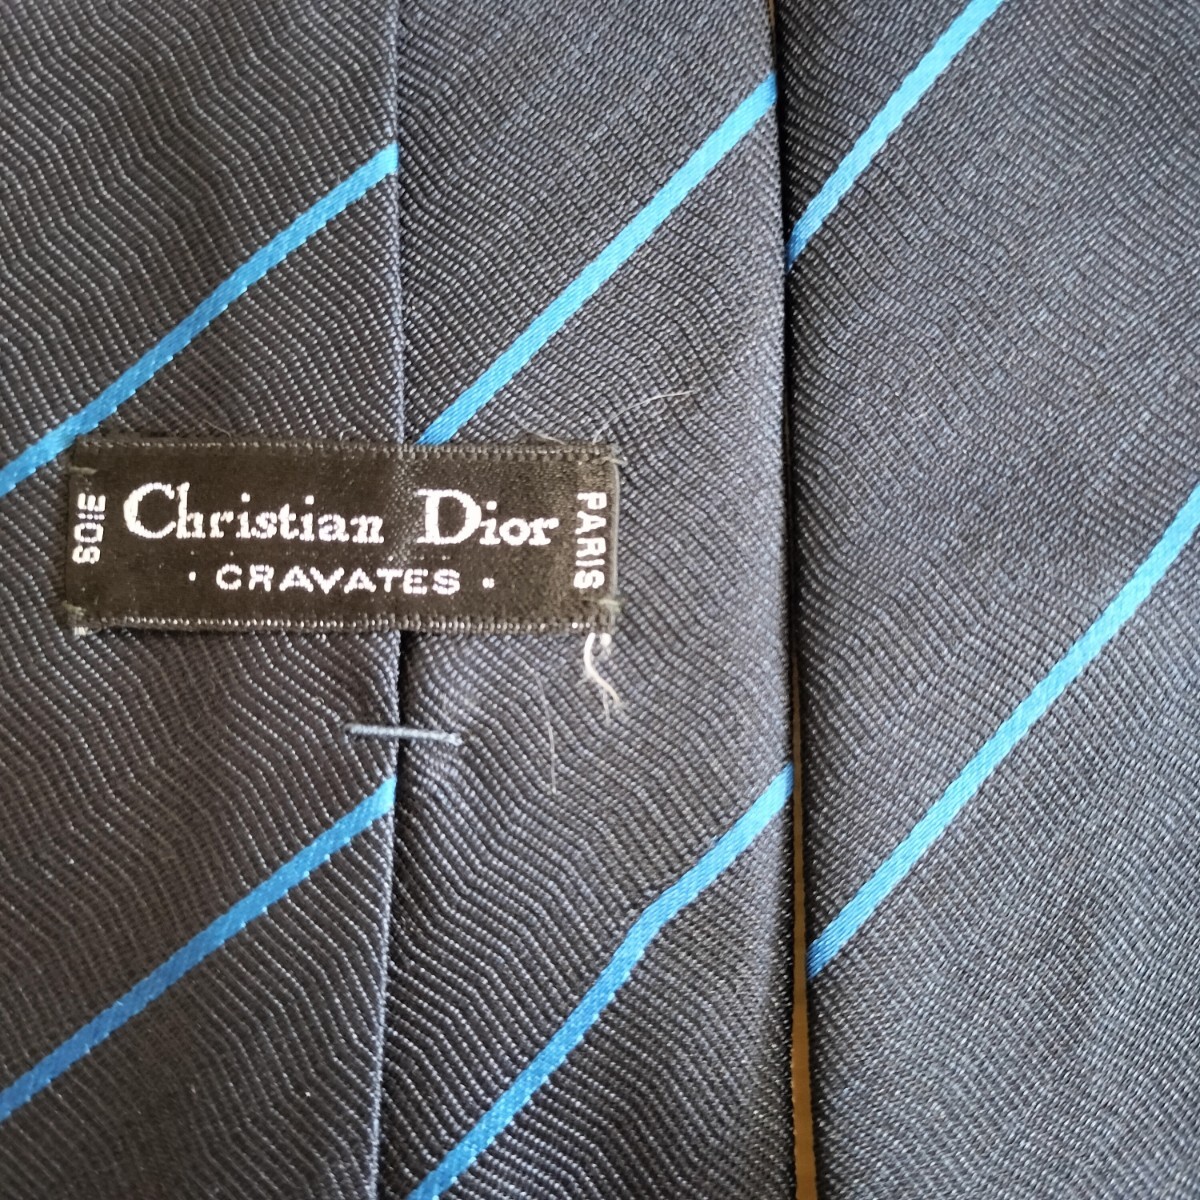 Christian Dior
· CRAVATES ·
SOIE
PARIS